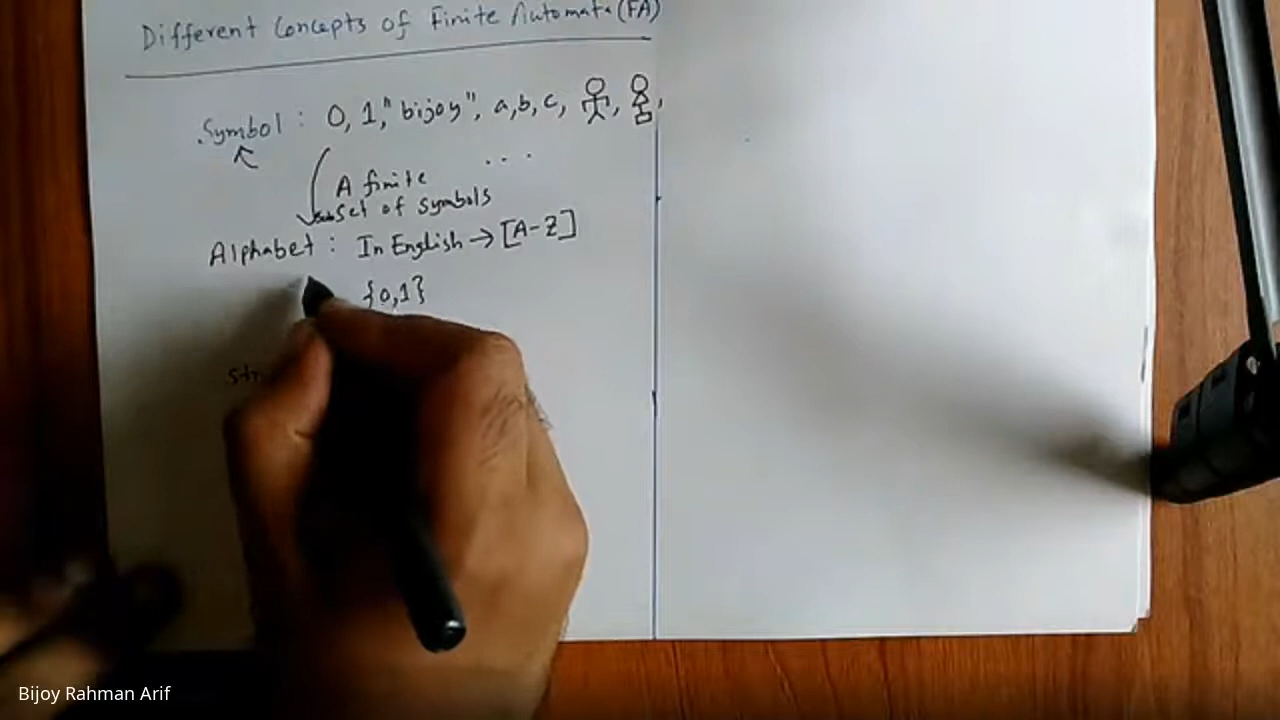 Different Concepts of Finite Automata (FA)
Symbol : 0, 1, "bijoy", a, b, c, , ,
...
A finite
set of symbols
Alphabet : In English → [A-Z]
{0,1}
Bijoy Rahman Arif